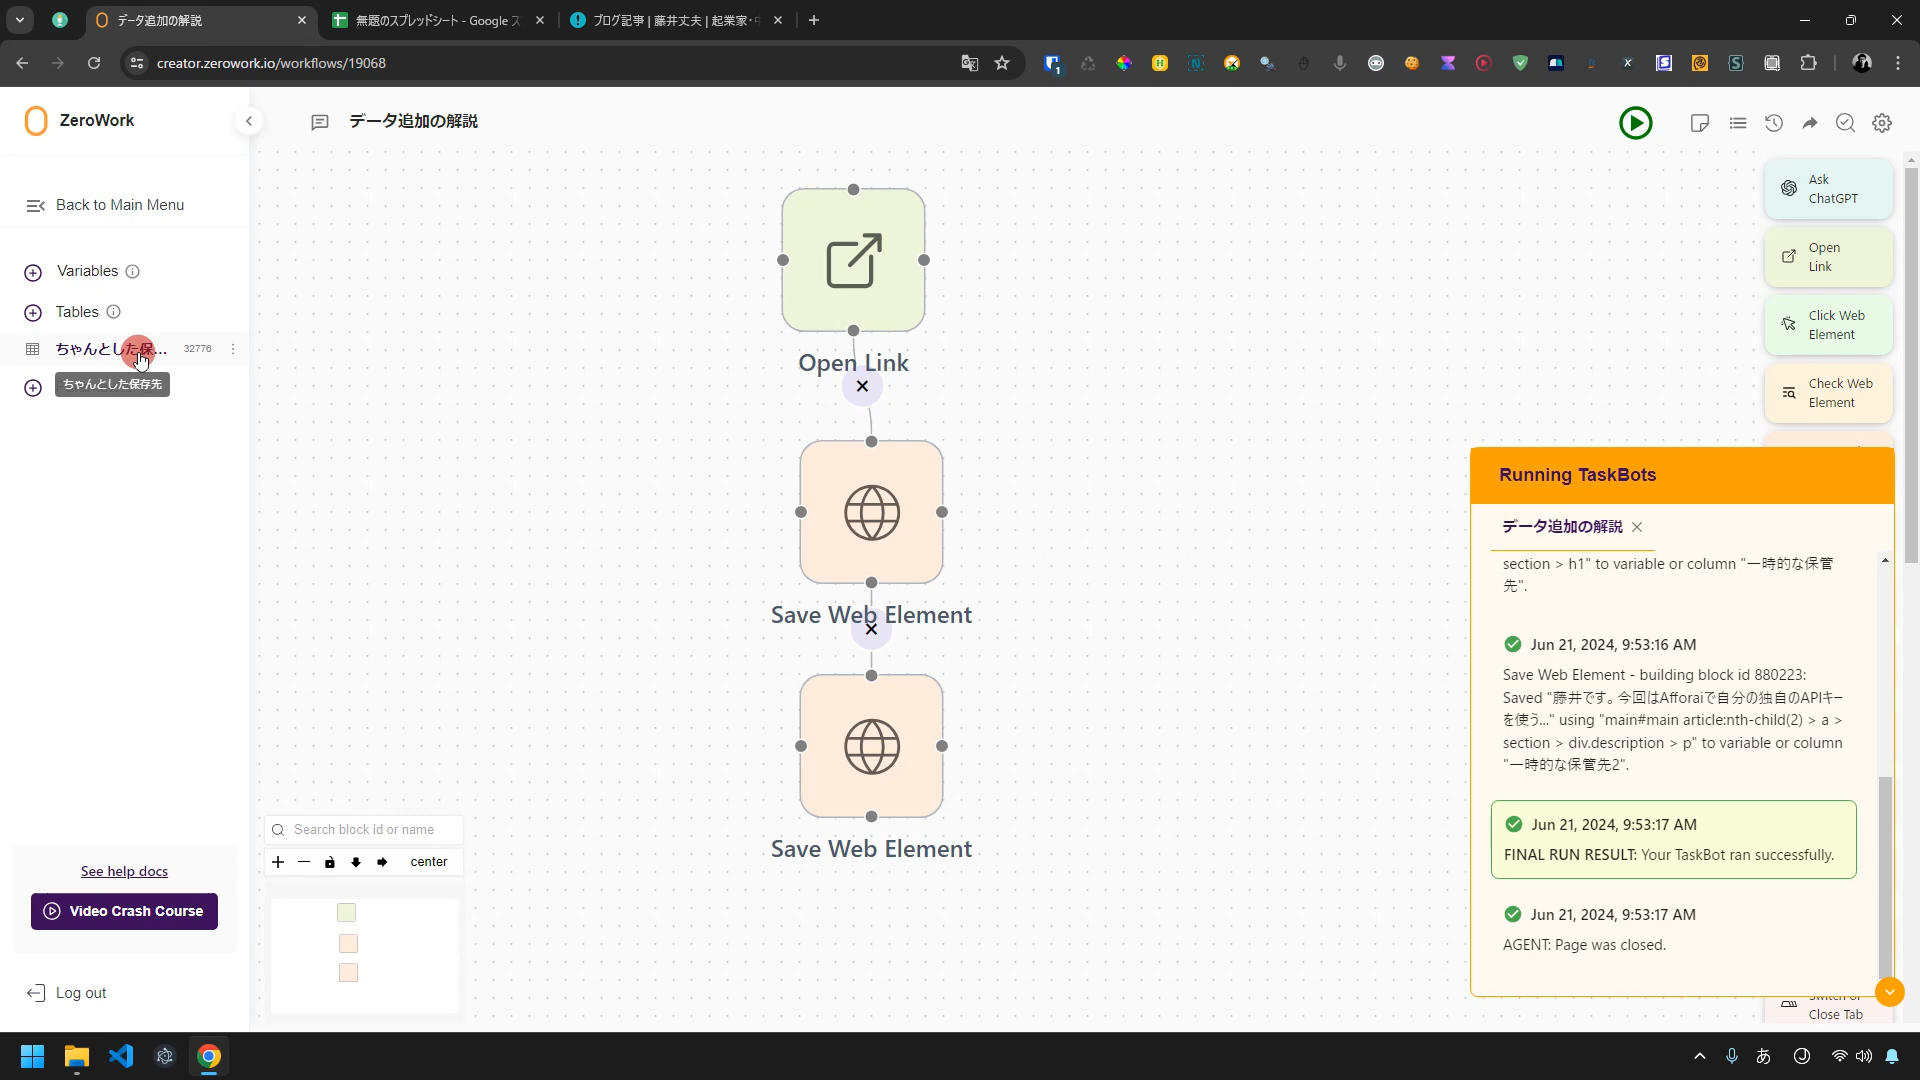 データ追加の解説
無題のスプレッドシート - Google ス
ブログ記事 | 藤井丈夫 | 起業家・
creator.zerowork.io/workflows/19068
ZeroWork
データ追加の解説
Back to Main Menu
Variables
Tables
ちゃんとした保...
32776
ちゃんとした保存先
Open Link
Save Web Element
Save Web Element
Search block id or name
center
See help docs
Video Crash Course
Log out
Ask
ChatGPT
Open
Link
Click Web
Element
Check Web
Element
Running TaskBots
データ追加の解説
section > h1" to variable or column "一時的な保管
先".
Jun 21, 2024, 9:53:16 AM
Save Web Element - building block id 880223:
Saved "藤井です。今回はAfforaiで自分の独自のAPIキー
を使う..." using "main#main article:nth-child(2) > a >
section > div.description > p" to variable or column
"一時的な保管先2".
Jun 21, 2024, 9:53:17 AM
FINAL RUN RESULT: Your TaskBot ran successfully.
Jun 21, 2024, 9:53:17 AM
AGENT: Page was closed.
Switch or
Close Tab
あ